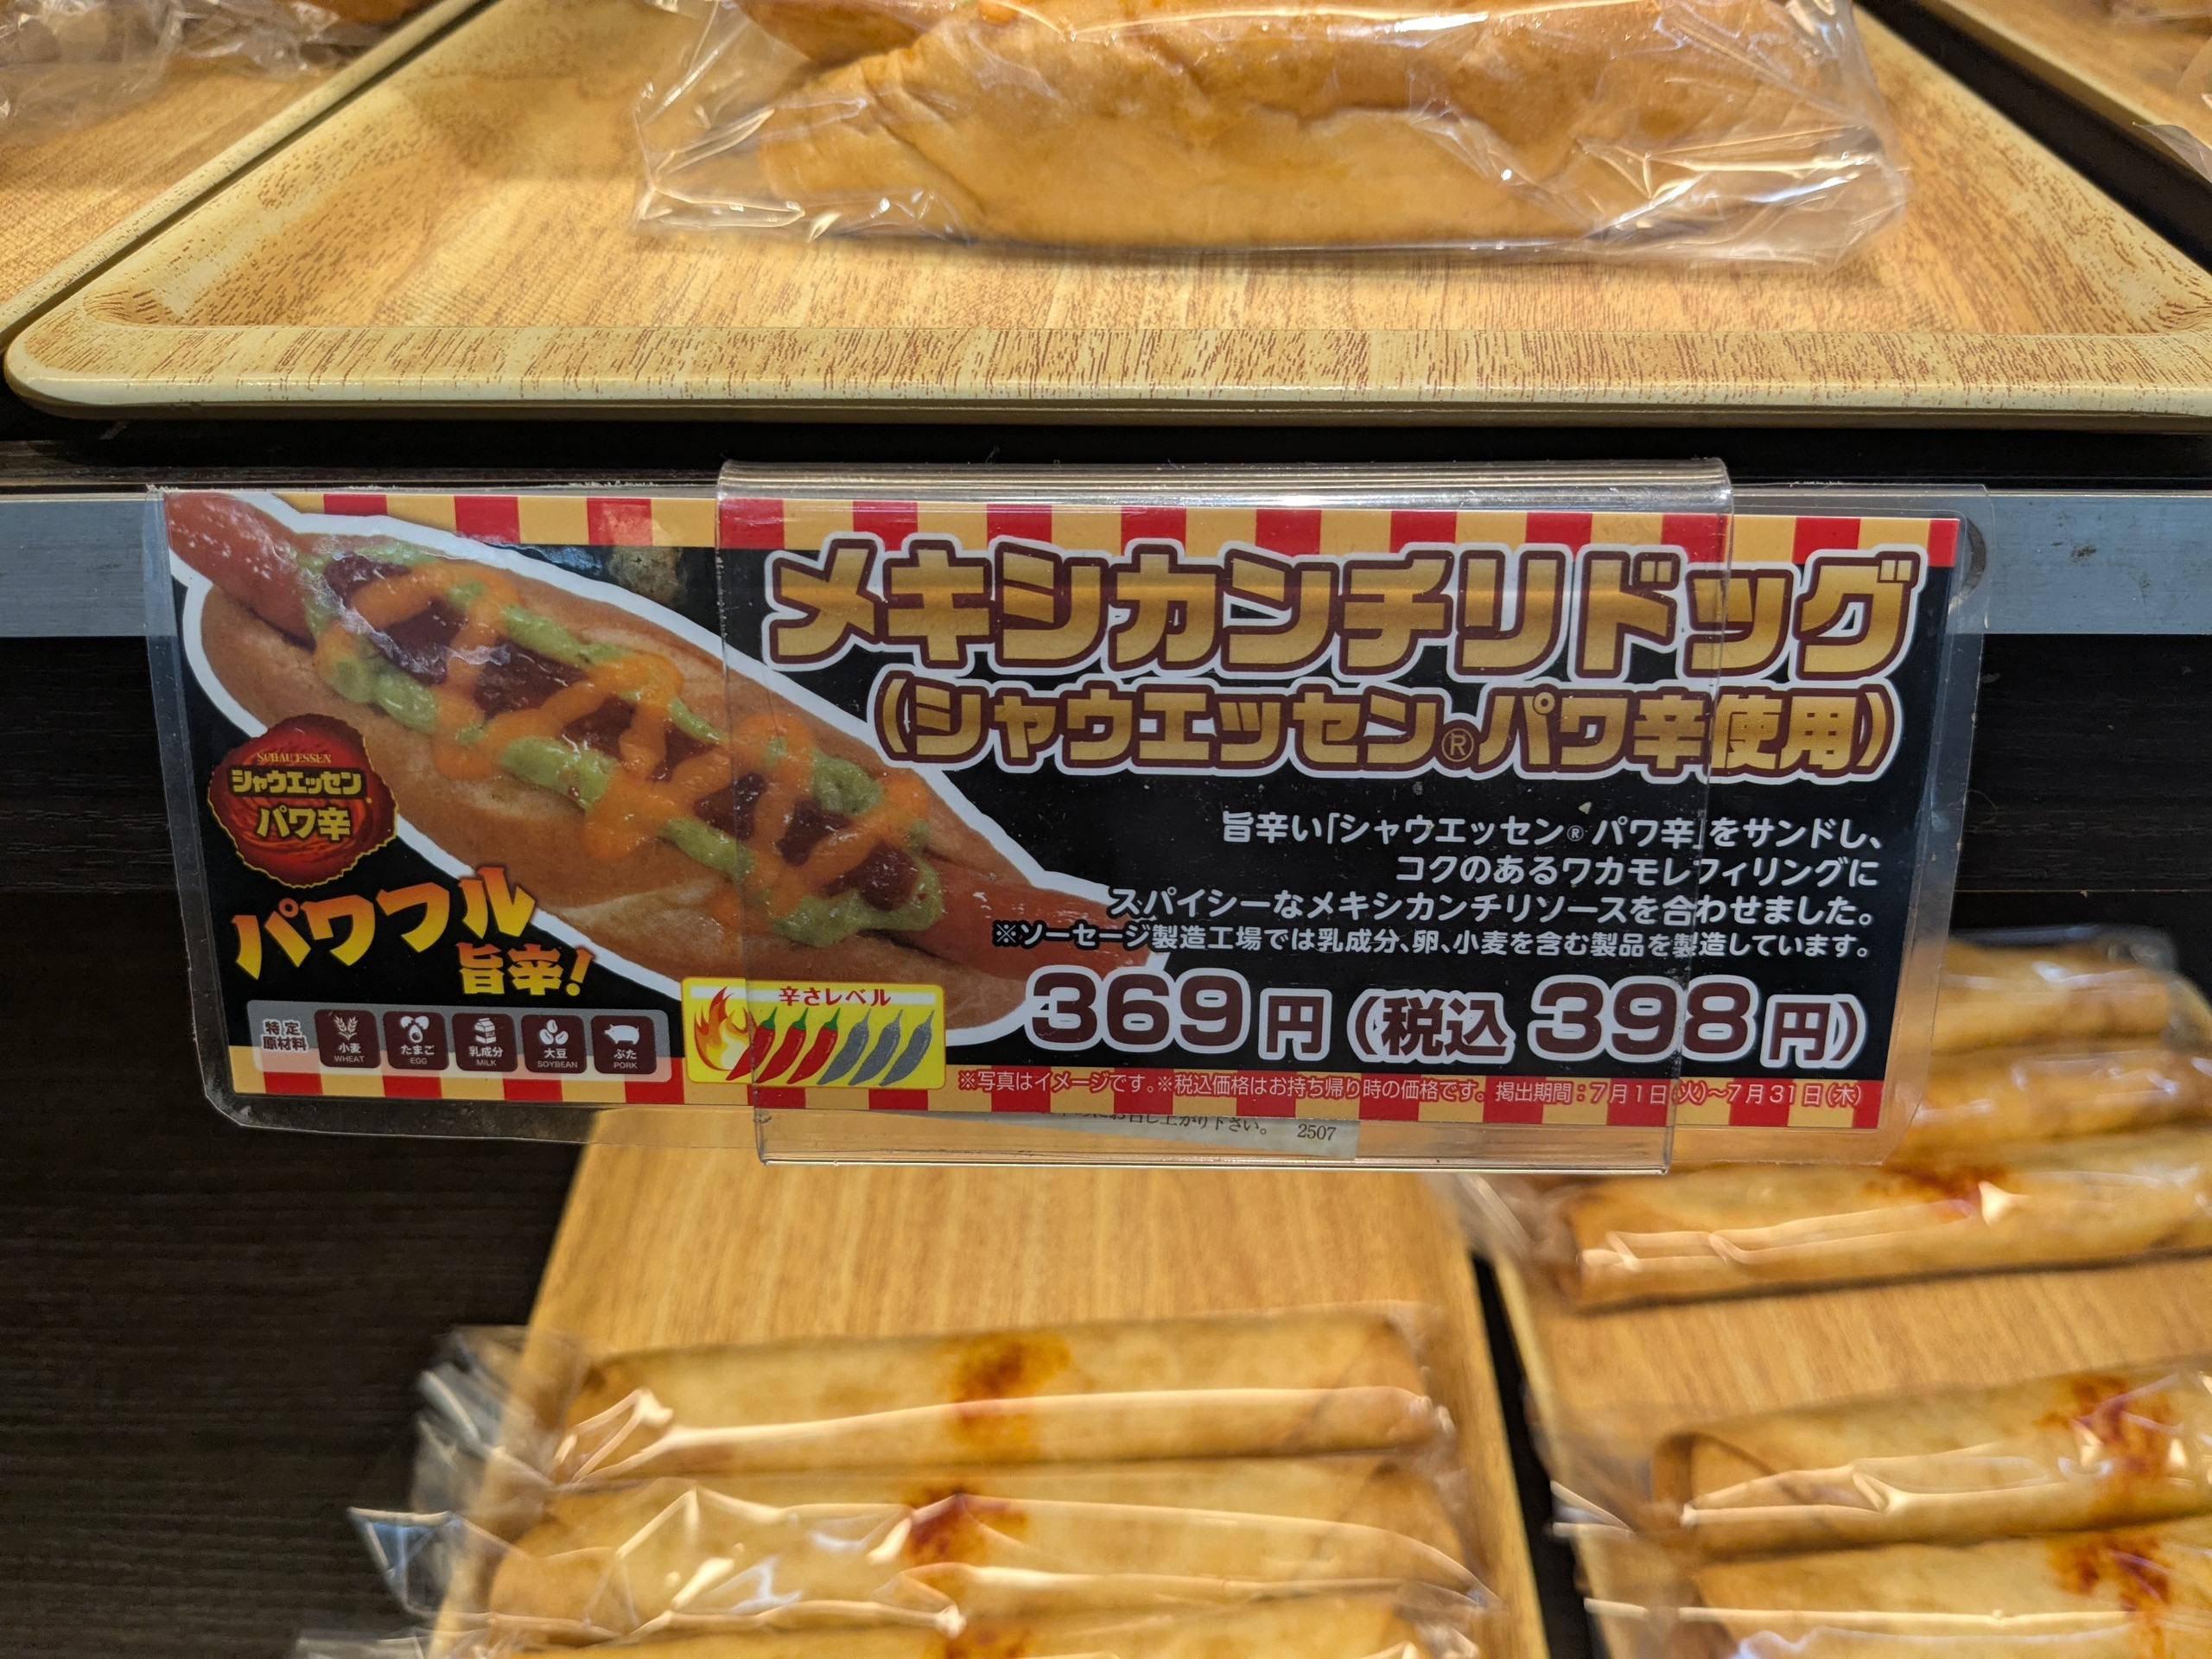 メキシカンチリドッグ
(シャウエッセン®パワ辛使用)
SCHAUESSEN
シャウエッセン
パワ辛
パワフル
旨辛!
旨辛い「シャウエッセン® パワ辛」をサンドし、
コクのあるワカモレフィリングに
スパイシーなメキシカンチリソースを合わせました。
※ソーセージ製造工場では乳成分、卵、小麦を含む製品を製造しています。
369円(税込398円)
辛さレベル
特定
原材料
小麦
WHEAT
たまご
EGG
乳成分
MILK
大豆
SOYBEAN
ぶた
PORK
※写真はイメージです。※税込価格はお持ち帰り時の価格です。掲出期間:7月1日(火)~7月31日(木)
にお召し上がり下さい。 2507